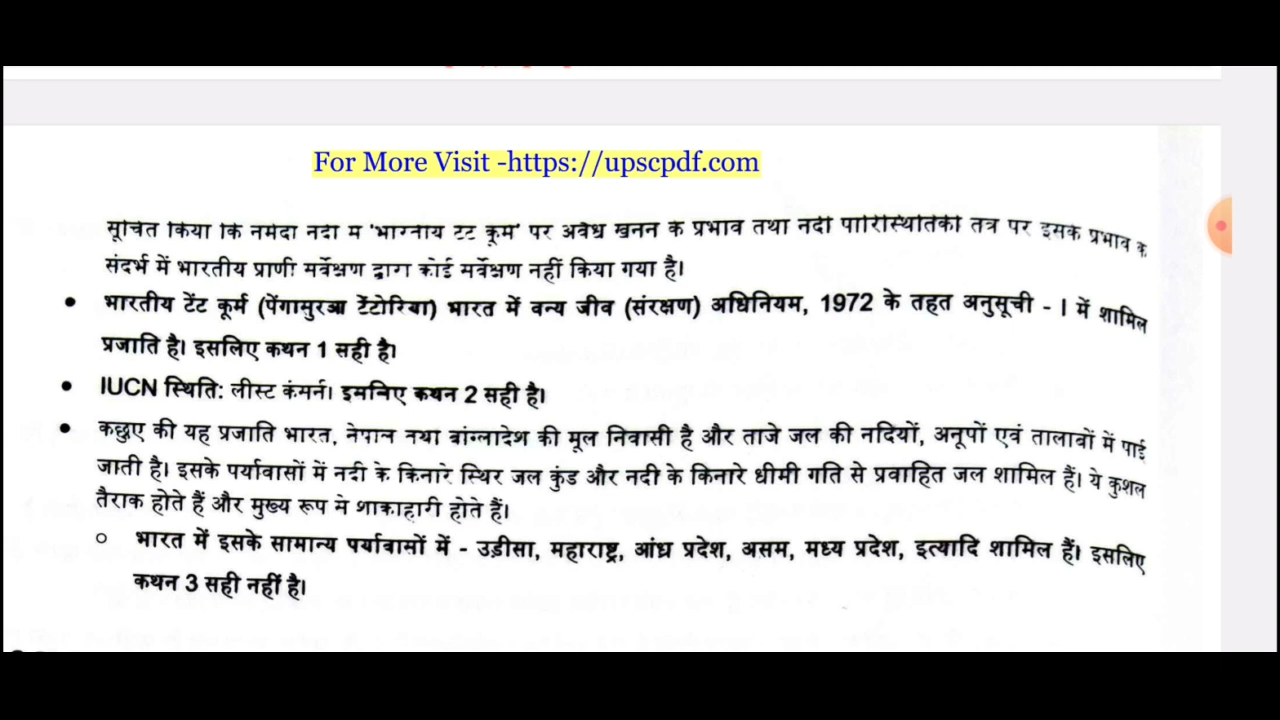 For More Visit -https://upscpdf.com
सूचित किया कि नर्मदा नदी में 'भारतीय टेंट कूर्म' पर अवैध खनन के प्रभाव तथा नदी पारिस्थितिकी तंत्र पर इसके प्रभाव के
संदर्भ में भारतीय प्राणी सर्वेक्षण द्वारा कोई सर्वेक्षण नहीं किया गया है।
• भारतीय टेंट कूर्म (पेंगासुरआ टेंटोरिया) भारत में वन्य जीव (संरक्षण) अधिनियम, 1972 के तहत अनुसूची - I में शामिल
प्रजाति है। इसलिए कथन 1 सही है।
• IUCN स्थिति: लीस्ट कंसर्न। इसलिए कथन 2 सही है।
• कछुए की यह प्रजाति भारत, नेपाल तथा बांग्लादेश की मूल निवासी है और ताजे जल की नदियों, अनूपों एवं तालाबों में पाई
जाती है। इसके पर्यावासों में नदी के किनारे स्थिर जल कुंड और नदी के किनारे धीमी गति से प्रवाहित जल शामिल हैं। ये कुशल
तैराक होते हैं और मुख्य रूप से शाकाहारी होते हैं।
○ भारत में इसके सामान्य पर्यावासों में - उड़ीसा, महाराष्ट्र, आंध्र प्रदेश, असम, मध्य प्रदेश, इत्यादि शामिल हैं। इसलिए
कथन 3 सही नहीं है।